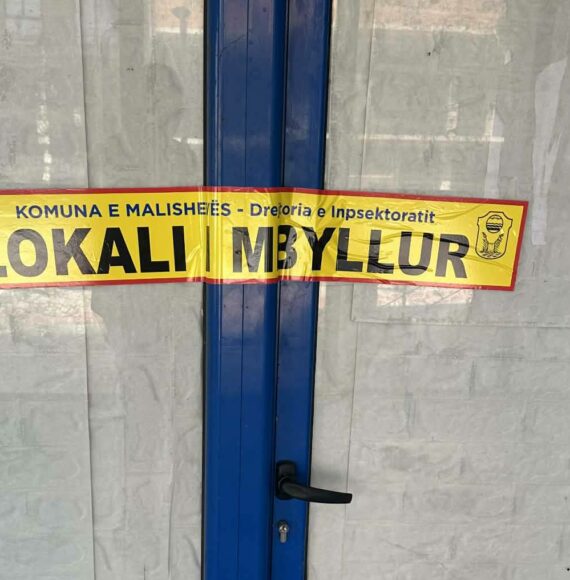 KOMUNA E MALISHEËS - Drejtoria e Inpsektoratit
LOKALI I MBYLLUR